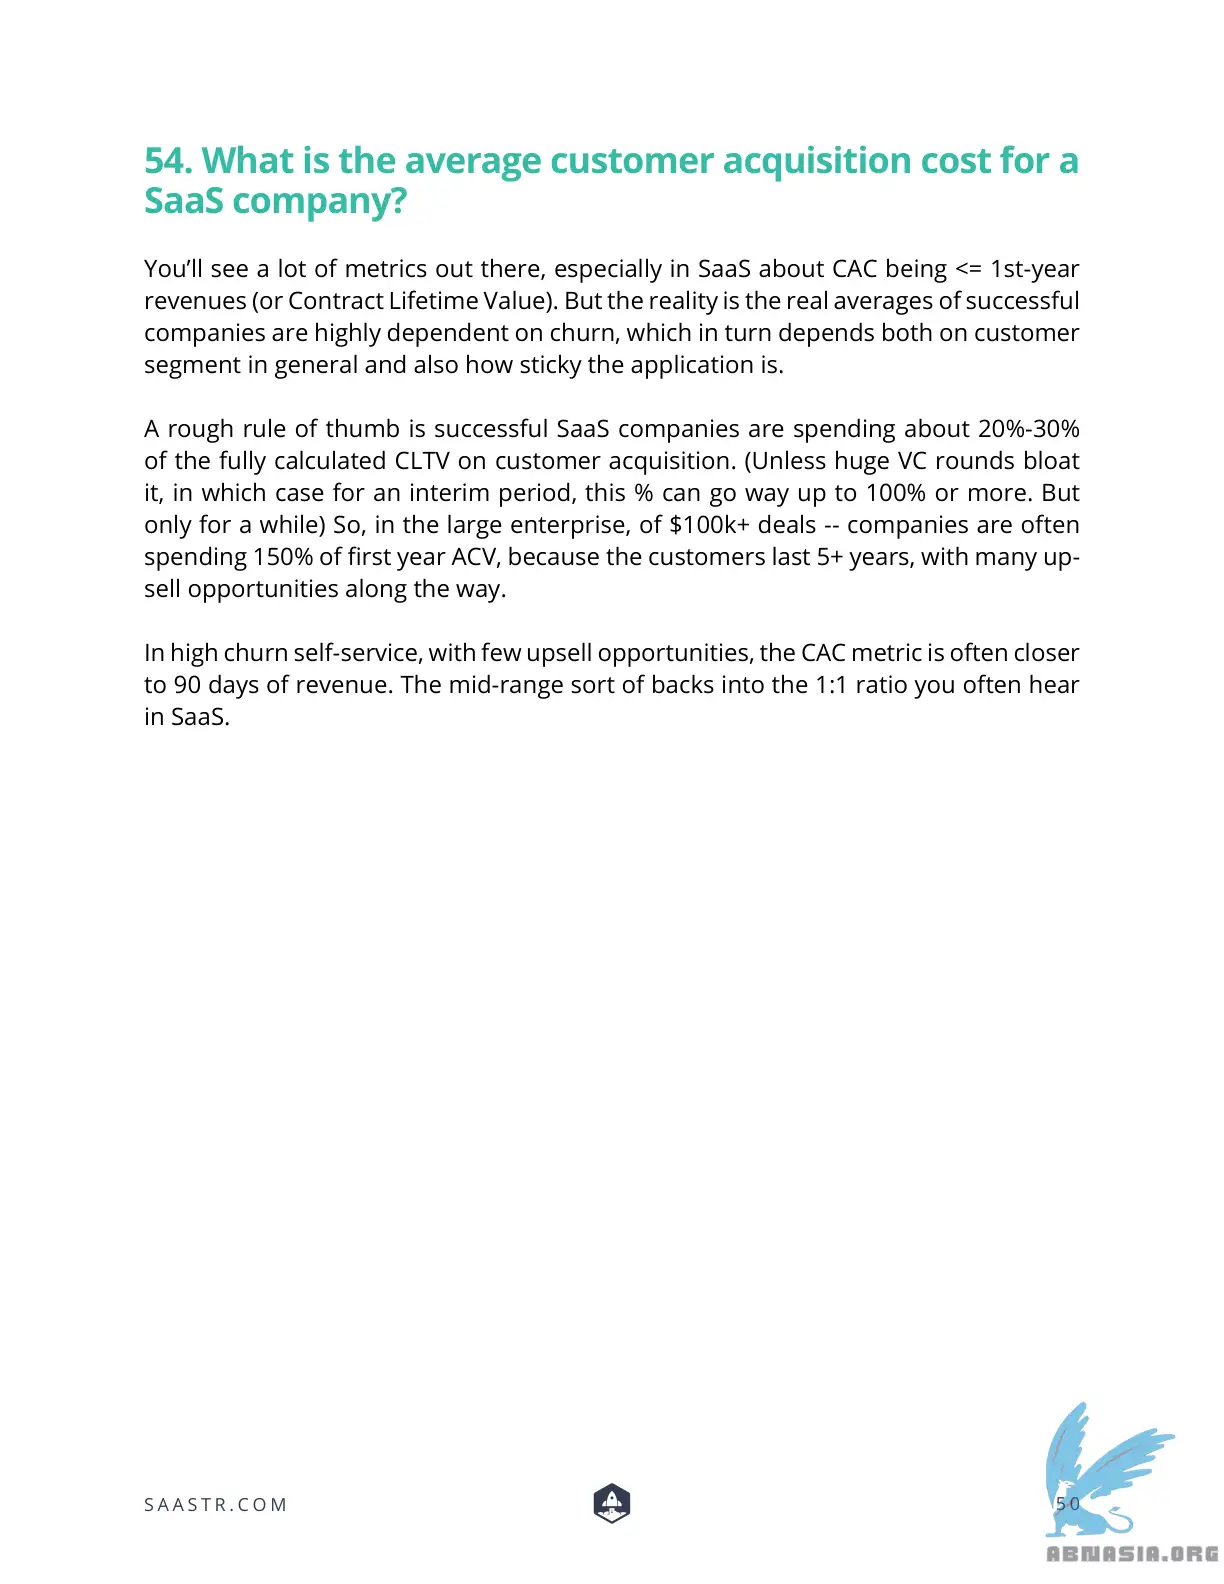 54. What is the average customer acquisition cost for a
SaaS company?
You’ll see a lot of metrics out there, especially in SaaS about CAC being <= 1st-year
revenues (or Contract Lifetime Value). But the reality is the real averages of successful
companies are highly dependent on churn, which in turn depends both on customer
segment in general and also how sticky the application is.
A rough rule of thumb is successful SaaS companies are spending about 20%-30%
of the fully calculated CLTV on customer acquisition. (Unless huge VC rounds bloat
it, in which case for an interim period, this % can go way up to 100% or more. But
only for a while) So, in the large enterprise, of $100k+ deals -- companies are often
spending 150% of first year ACV, because the customers last 5+ years, with many up-
sell opportunities along the way.
In high churn self-service, with few upsell opportunities, the CAC metric is often closer
to 90 days of revenue. The mid-range sort of backs into the 1:1 ratio you often hear
in SaaS.
SAASTR.COM
50
ABNASIA.ORG